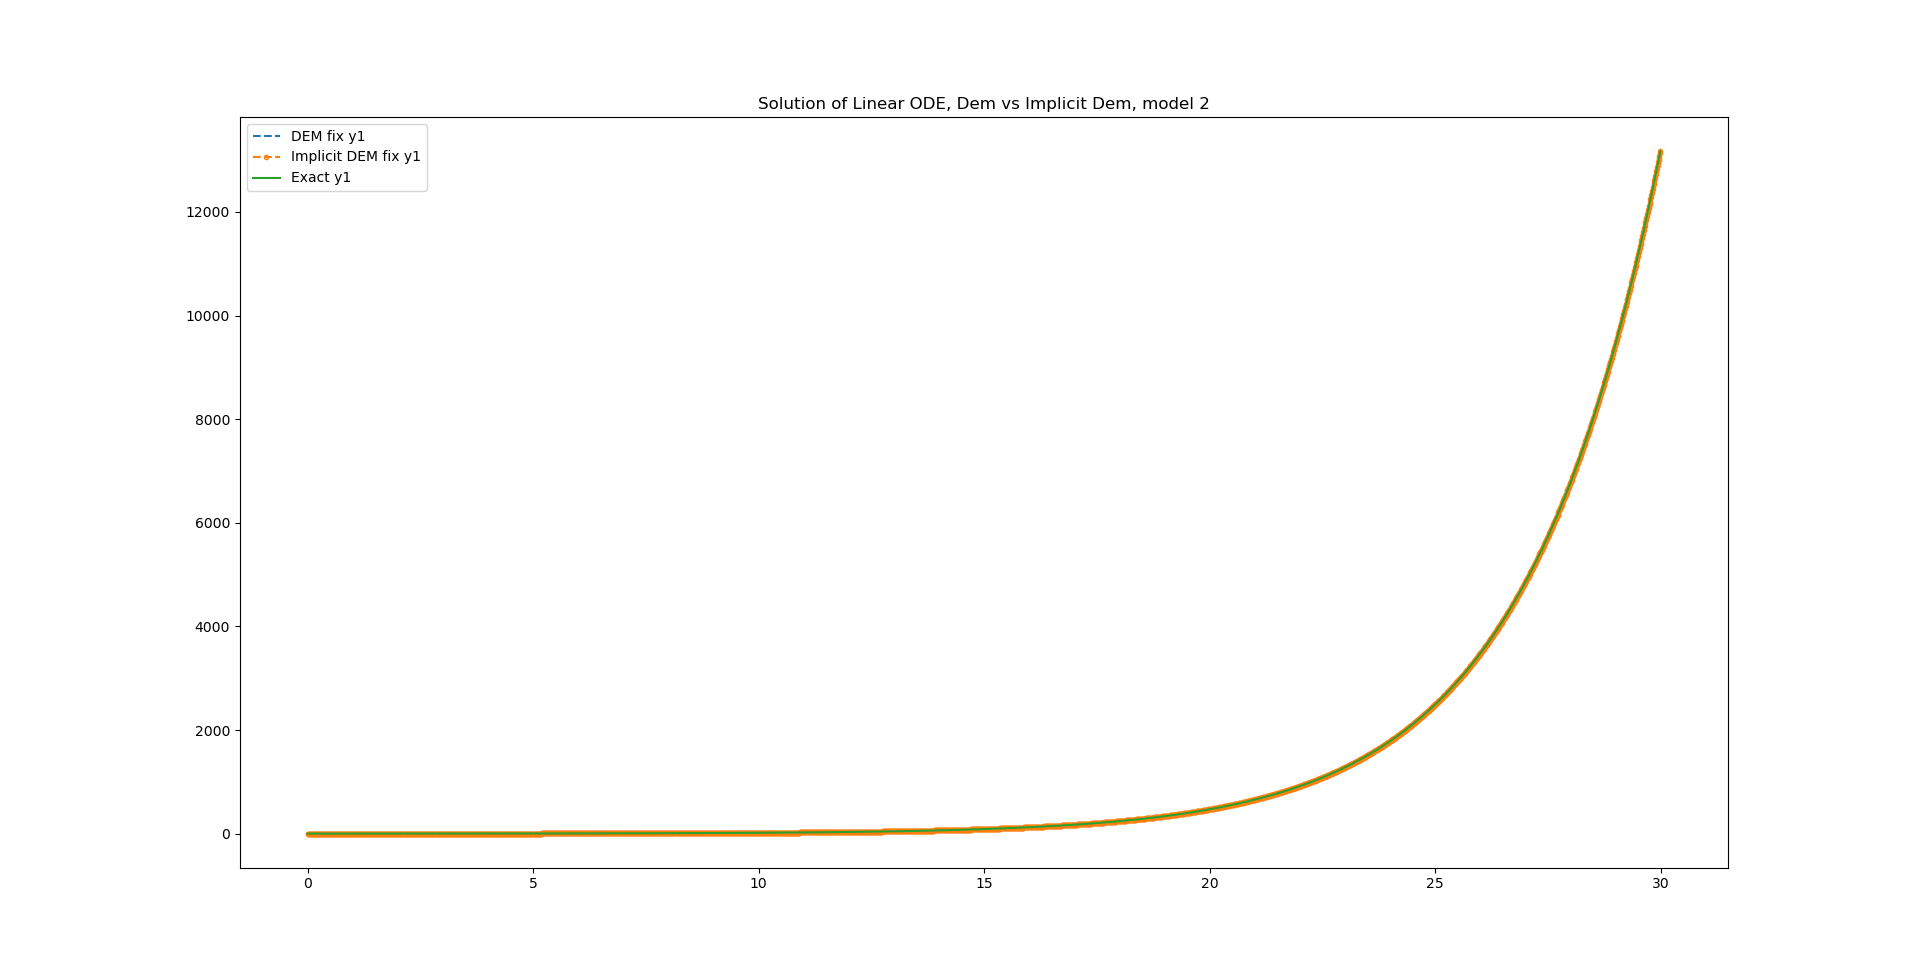 Solution of Linear ODE, Dem vs Implicit Dem, model 2
DEM fix y1
Implicit DEM fix y1
Exact y1
12000
10000
8000
6000
4000
2000
0
0 5 10 15 20 25 30